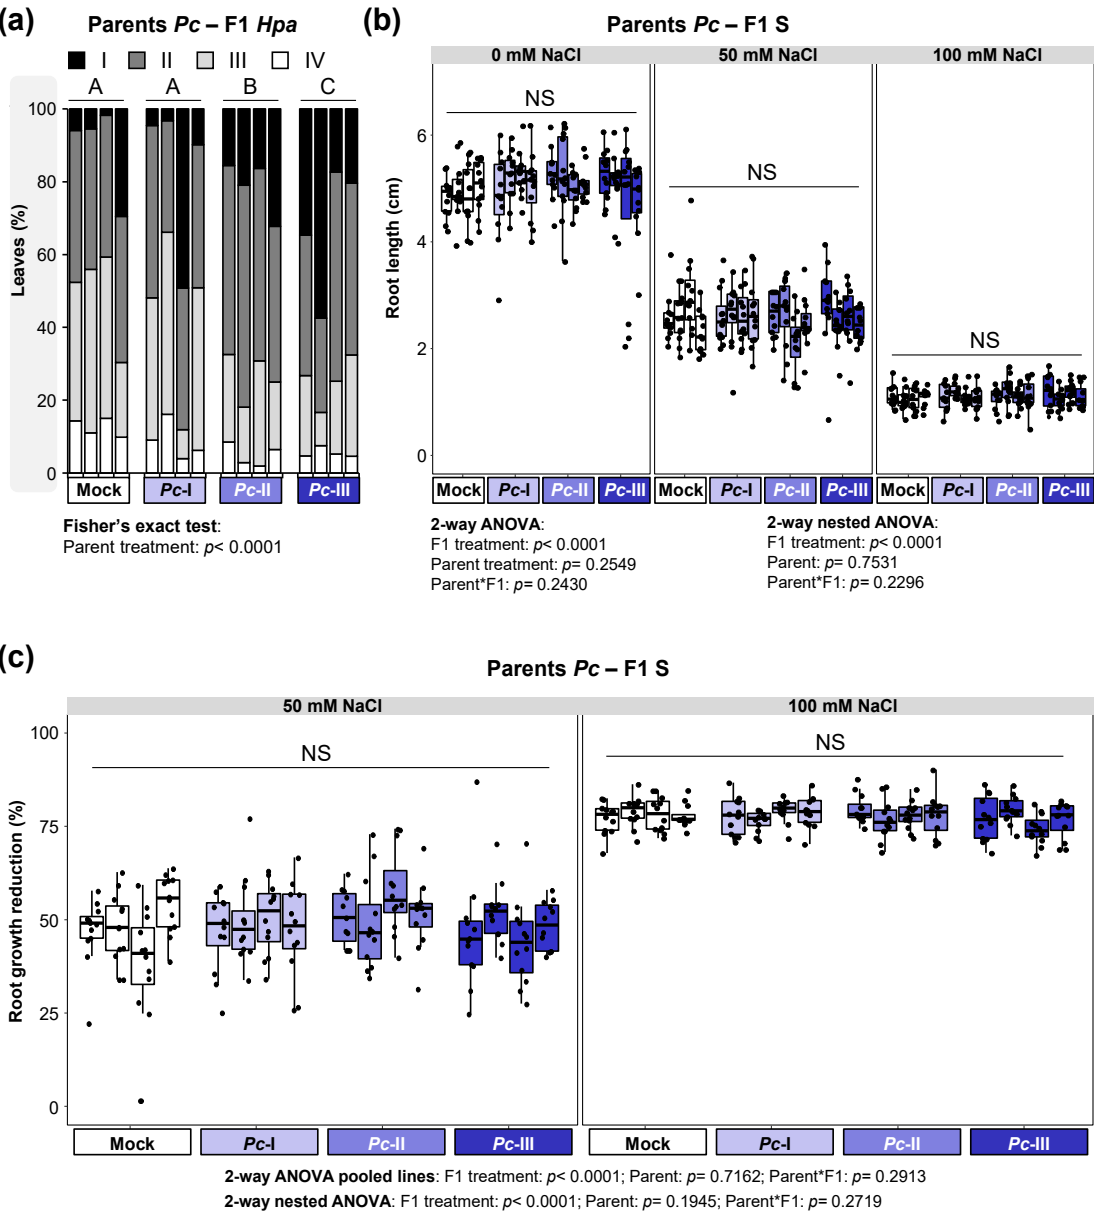 (a)
Parents Pc – F1 Hpa
I II III IV
A A B C
Leaves (%)
100
80
60
40
20
0
Mock Pc-I Pc-II Pc-III
Fisher's exact test:
Parent treatment: p< 0.0001
(b)
Parents Pc – F1 S
0 mM NaCl 50 mM NaCl 100 mM NaCl
NS
NS
NS
Root length (cm)
6
4
2
0
Mock Pc-I Pc-II Pc-III Mock Pc-I Pc-II Pc-III Mock Pc-I Pc-II Pc-III
2-way ANOVA:
F1 treatment: p< 0.0001
Parent treatment: p= 0.2549
Parent*F1: p= 0.2430
2-way nested ANOVA:
F1 treatment: p< 0.0001
Parent: p= 0.7531
Parent*F1: p= 0.2296
(c)
Parents Pc – F1 S
50 mM NaCl 100 mM NaCl
NS NS
Root growth reduction (%)
100
75
50
25
0
Mock Pc-I Pc-II Pc-III Mock Pc-I Pc-II Pc-III
2-way ANOVA pooled lines: F1 treatment: p< 0.0001; Parent: p= 0.7162; Parent*F1: p= 0.2913
2-way nested ANOVA: F1 treatment: p< 0.0001; Parent: p= 0.1945; Parent*F1: p= 0.2719